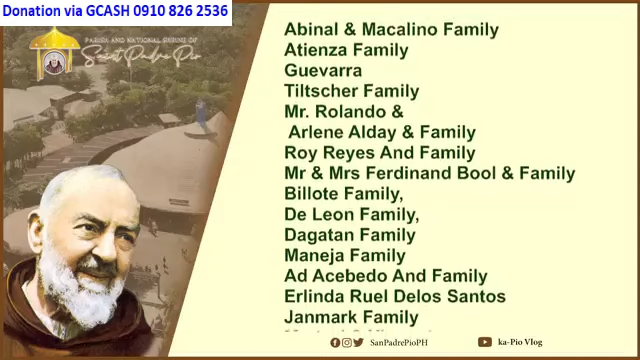 Donation via GCASH 0910 826 2536
PARISH AND NATIONAL SHRINE OF
Saint Padre Pio
Abinal & Macalino Family
Atienza Family
Guevarra
Tiltscher Family
Mr. Rolando &
Arlene Alday & Family
Roy Reyes And Family
Mr & Mrs Ferdinand Bool & Family
Billote Family,
De Leon Family,
Dagatan Family
Maneja Family
Ad Acebedo And Family
Erlinda Ruel Delos Santos
Janmark Family
SanPadrePioPH
ka-Pio Vlog